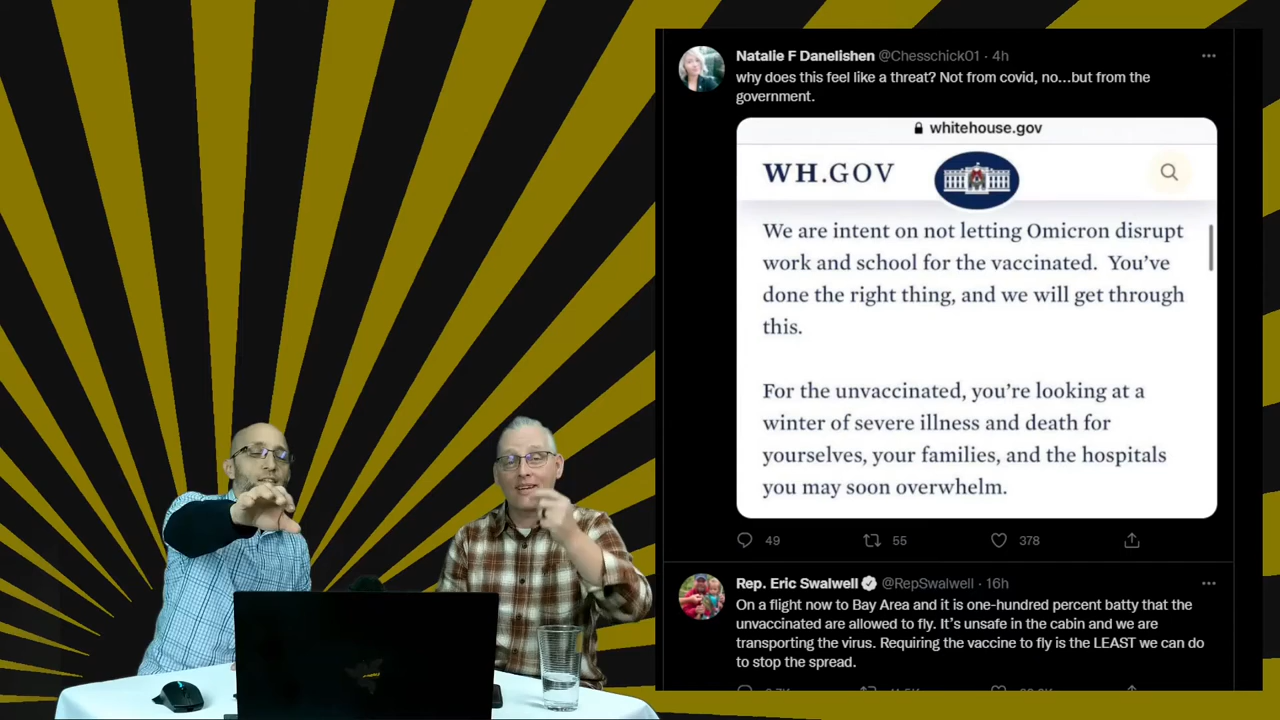 Natalie F Danelishen @Chesschick01 · 4h
why does this feel like a threat? Not from covid, no...but from the
government.
whitehouse.gov
WH.GOV
We are intent on not letting Omicron disrupt
work and school for the vaccinated. You've
done the right thing, and we will get through
this.
For the unvaccinated, you're looking at a
winter of severe illness and death for
yourselves, your families, and the hospitals
you may soon overwhelm.
49 55 378
Rep. Eric Swalwell @RepSwalwell · 16h
On a flight now to Bay Area and it is one-hundred percent batty that the
unvaccinated are allowed to fly. It's unsafe in the cabin and we are
transporting the virus. Requiring the vaccine to fly is the LEAST we can do
to stop the spread.